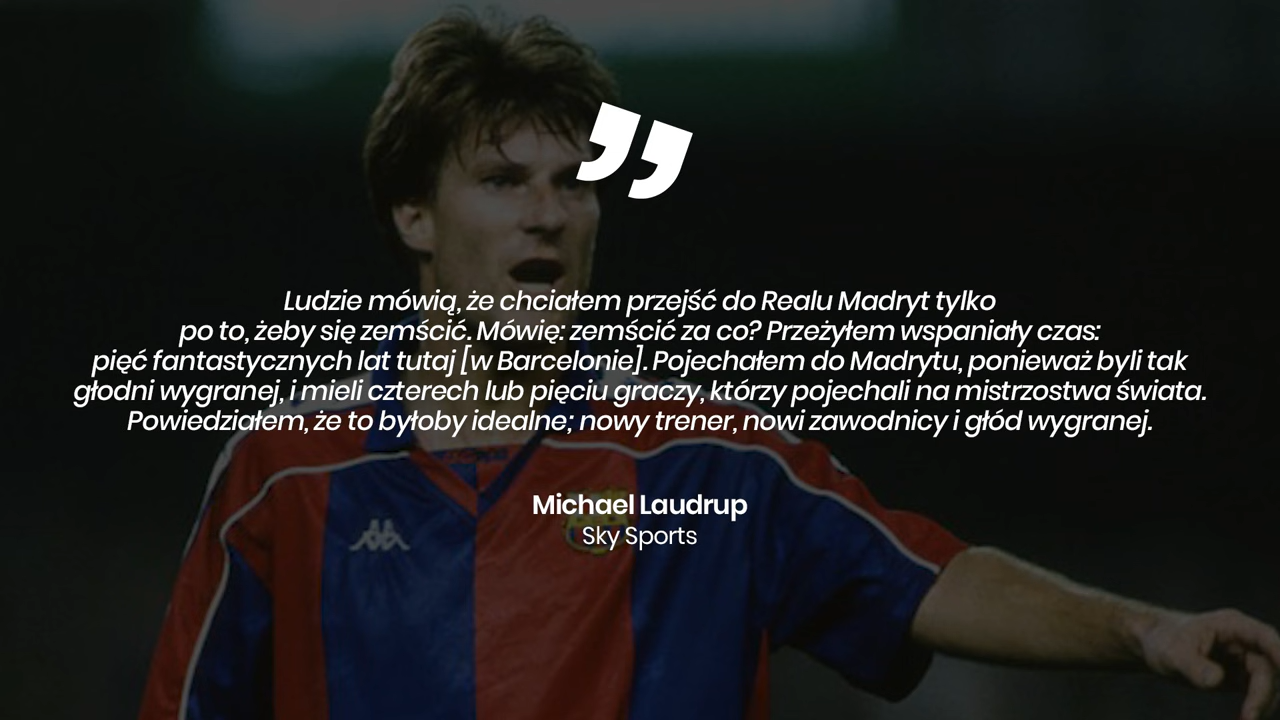 ”
Ludzie mówią, że chciałem przejść do Realu Madryt tylko
po to, żeby się zemścić. Mówię: zemścić za co? Przeżyłem wspaniały czas:
pięć fantastycznych lat tutaj [w Barcelonie]. Pojechałem do Madrytu, ponieważ byli tak
głodni wygranej, i mieli czterech lub pięciu graczy, którzy pojechali na mistrzostwa świata.
Powiedziałem, że to byłoby idealne; nowy trener, nowi zawodnicy i głód wygranej.
Michael Laudrup
Sky Sports